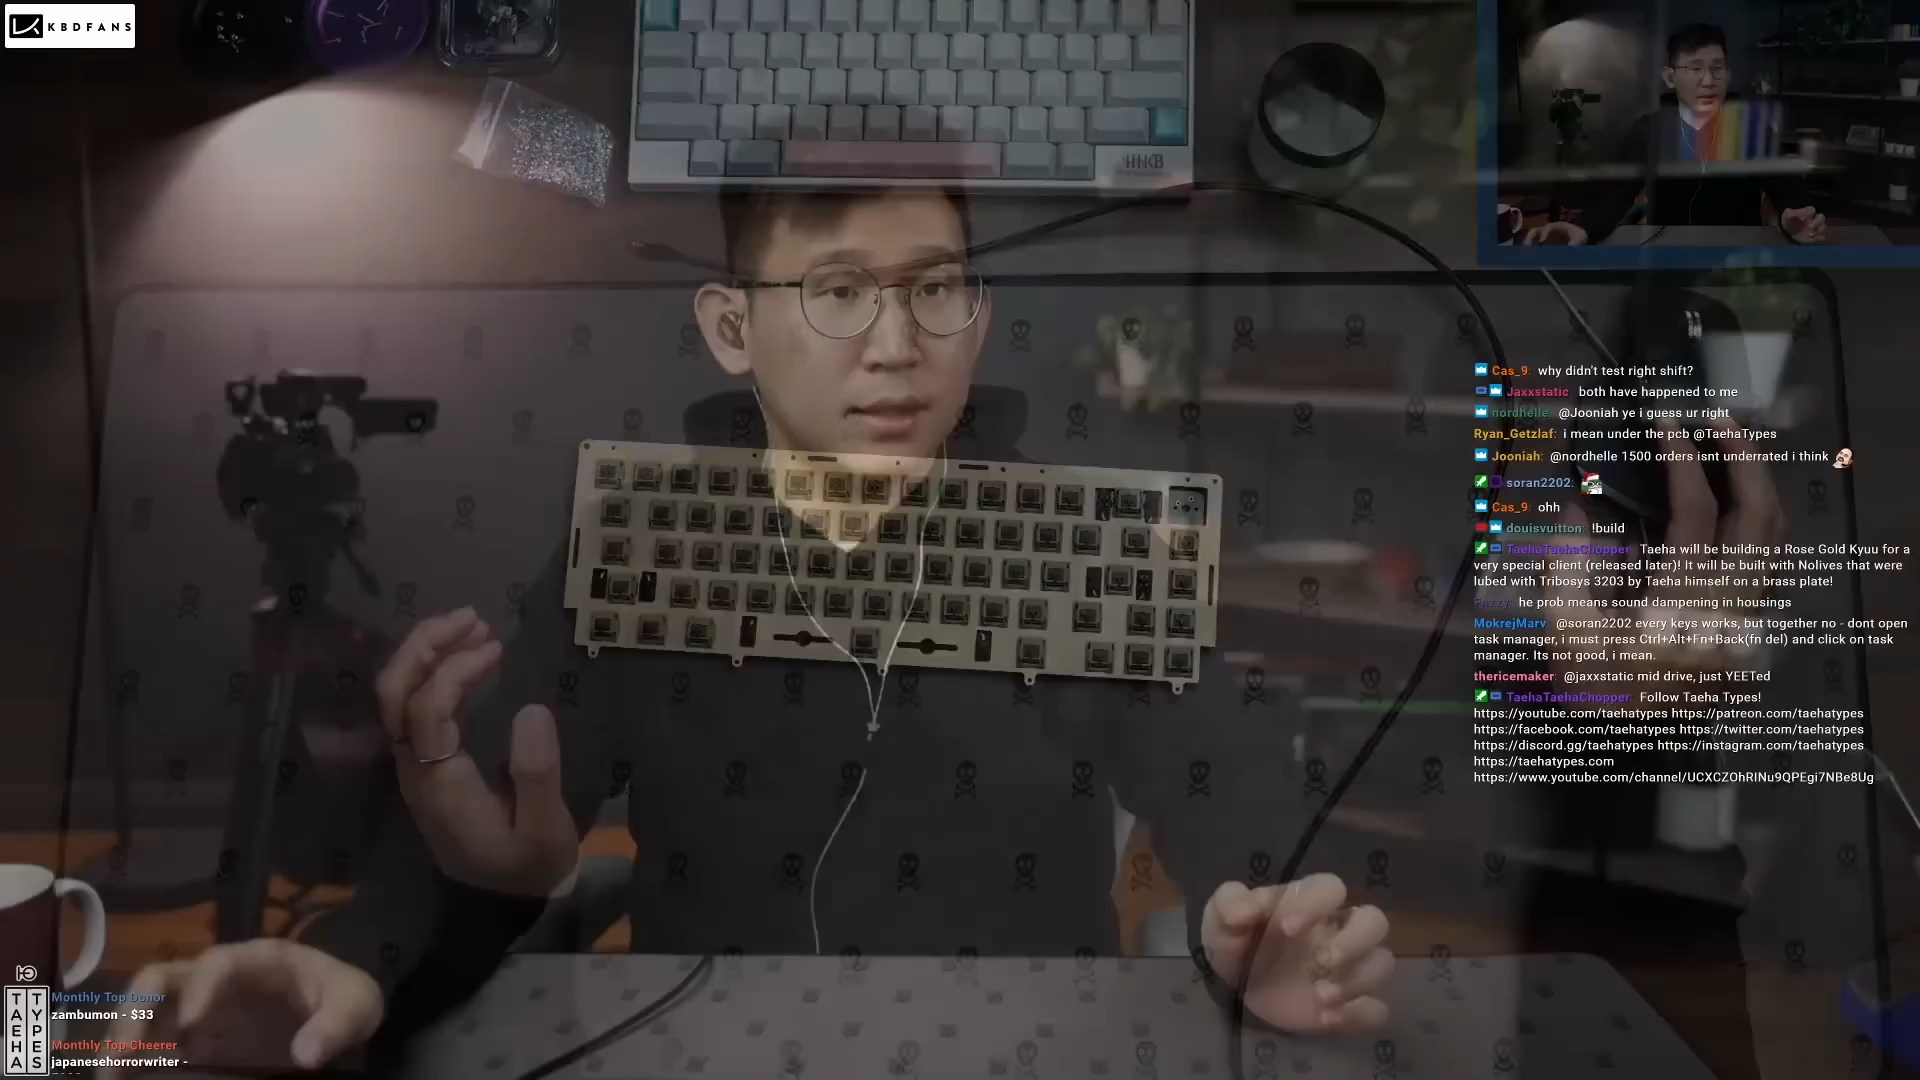 KBDFANS
HHKB
Cas_9: why didn't test right shift?
Jaxxstatic: both have happened to me
nordhelle: @Jooniah ye i guess ur right
Ryan_Getzlaf: i mean under the pcb @TaehaTypes
Jooniah: @nordhelle 1500 orders isnt underrated i think
soran2202:
Cas_9: ohh
douisvuitton: !build
TaehaTaehaChopper: Taeha will be building a Rose Gold Kyuu for a
very special client (released later)! It will be built with Nolives that were
lubed with Tribosys 3203 by Taeha himself on a brass plate!
he prob means sound dampening in housings
MokrejMarv: @soran2202 every keys works, but together no - dont open
task manager, i must press Ctrl+Alt+Fn+Back(fn del) and click on task
manager. Its not good, i mean.
thericemaker: @jaxxstatic mid drive, just YEETed
TaehaTaehaChopper: Follow Taeha Types!
https://youtube.com/taehatypes https://patreon.com/taehatypes
https://facebook.com/taehatypes https://twitter.com/taehatypes
https://discord.gg/taehatypes https://instagram.com/taehatypes
https://taehatypes.com
https://www.youtube.com/channel/UCXCZOhRINu9QPEgi7NBe8Ug
TAEHA
TYPES
Monthly Top Donor
zambumon - $33
Monthly Top Cheerer
japanesehorrorwriter -